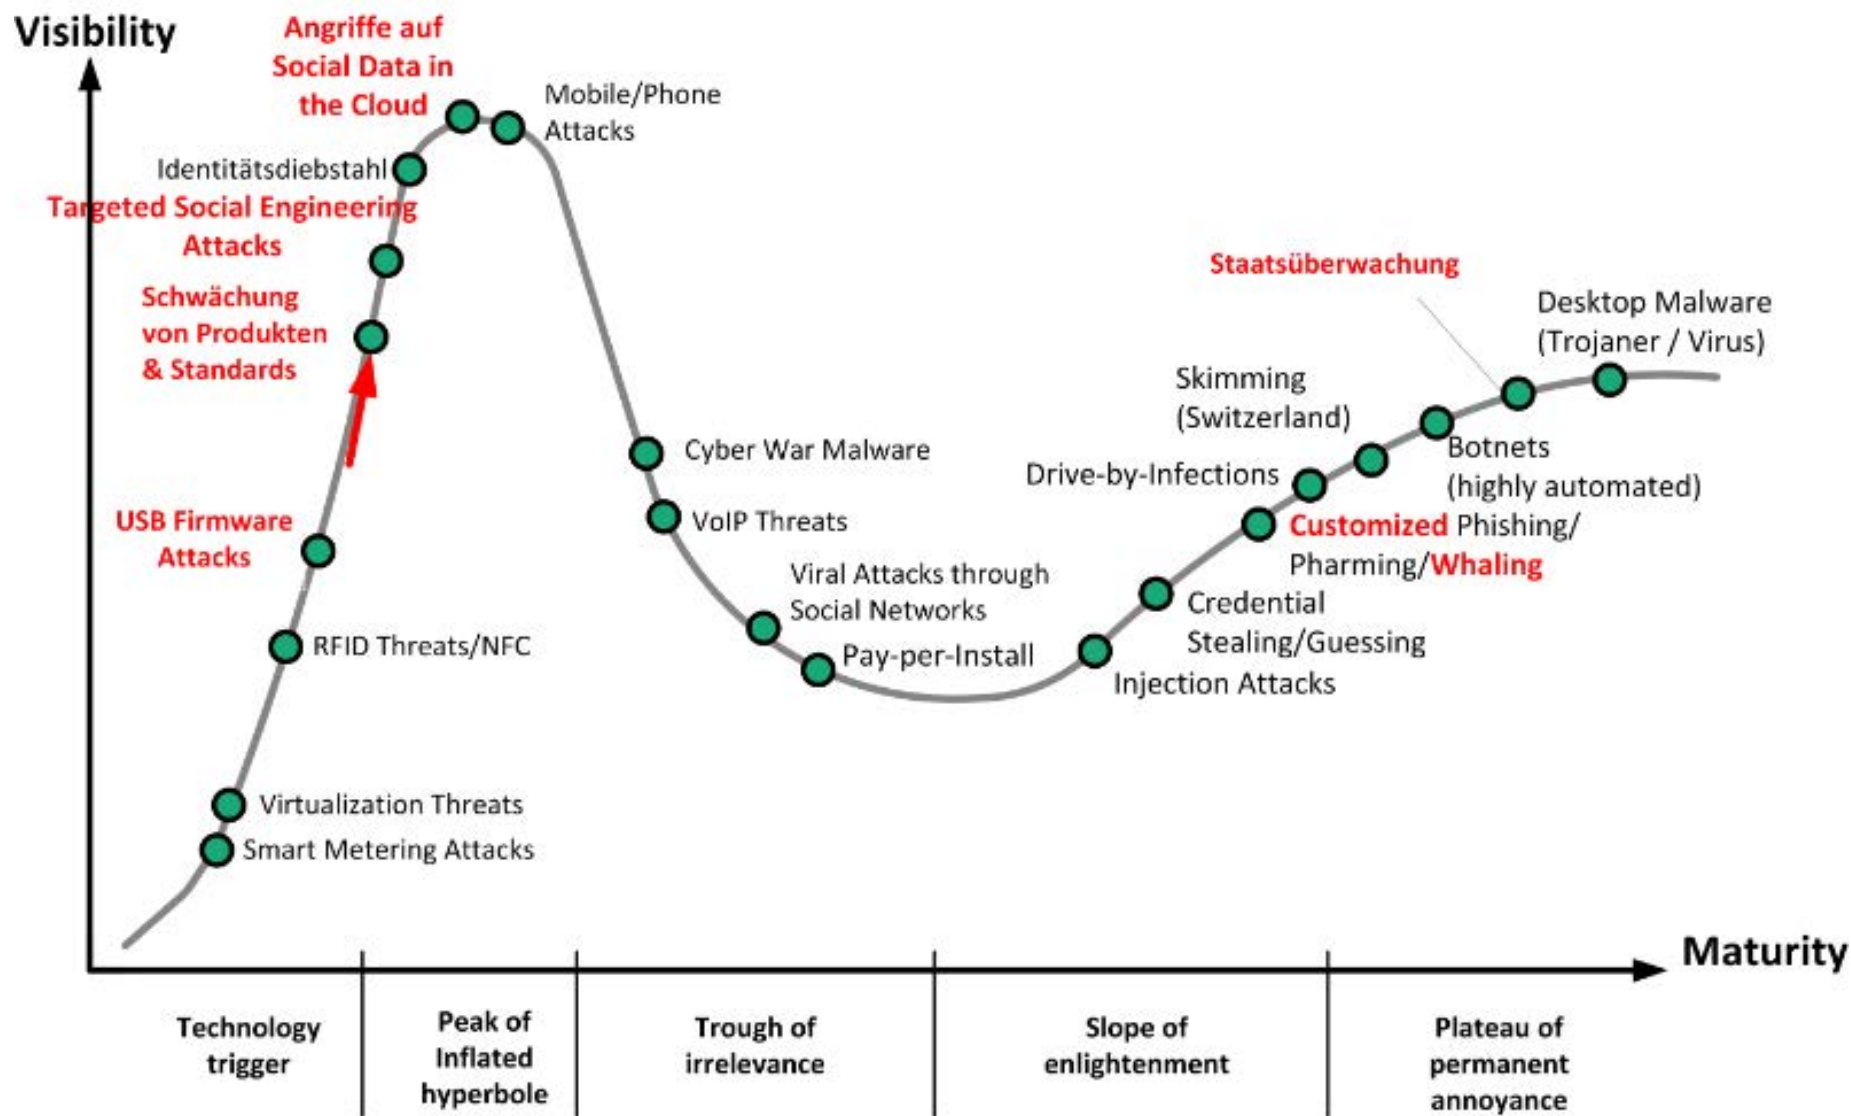 Visibility
Angriffe auf
Social Data in
the Cloud
Mobile/Phone
Attacks
Identitätsdiebstahl
Targeted Social Engineering
Attacks
Schwächung
von Produkten
& Standards
USB Firmware
Attacks
RFID Threats/NFC
Virtualization Threats
Smart Metering Attacks
Cyber War Malware
VoIP Threats
Viral Attacks through
Social Networks
Pay-per-Install
Staatsüberwachung
Desktop Malware
(Trojaner / Virus)
Skimming
(Switzerland)
Botnets
(highly automated)
Drive-by-Infections
Customized Phishing/
Pharming/Whaling
Credential
Stealing/Guessing
Injection Attacks
Maturity
Technology
trigger
Peak of
Inflated
hyperbole
Trough of
irrelevance
Slope of
enlightenment
Plateau of
permanent
annoyance